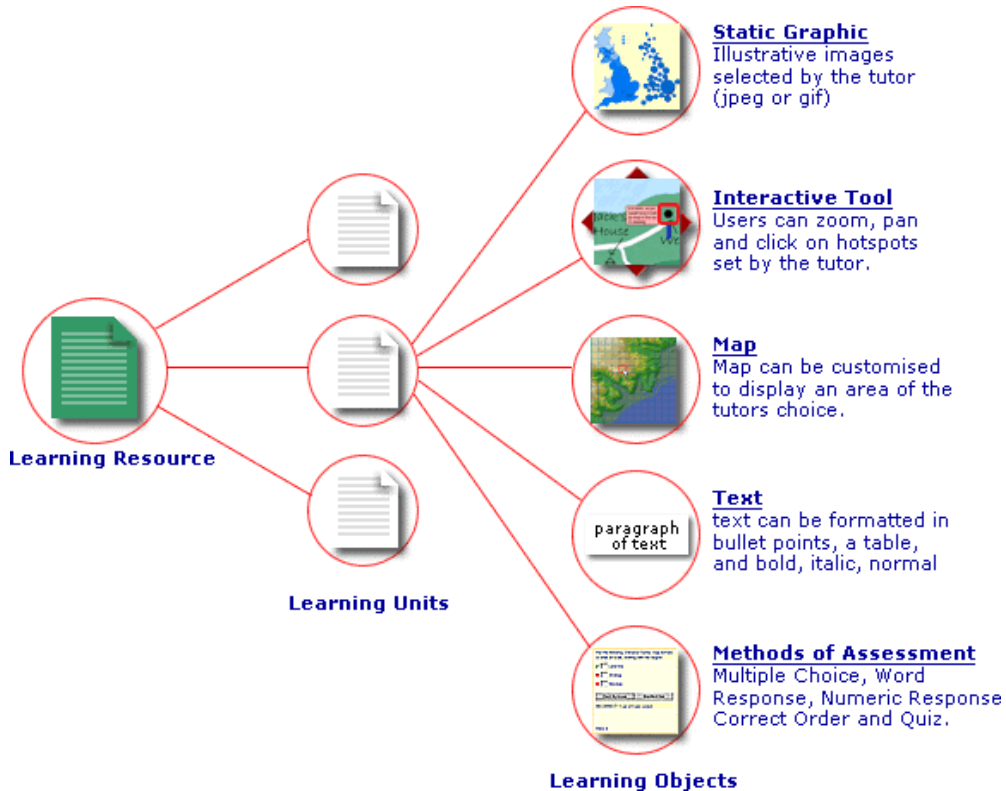 Static Graphic
Illustrative images
selected by the tutor
(jpeg or gif)
Interactive Tool
Users can zoom, pan
and click on hotspots
set by the tutor.
House
We
Map
Map can be customised
to display an area of the
tutors choice.
Learning Resource
Text
text can be formatted in
bullet points, a table,
and bold, italic, normal
paragraph
of text
Learning Units
Methods of Assessment
Multiple Choice, Word
Response, Numeric Response
Correct Order and Quiz.
Learning Objects